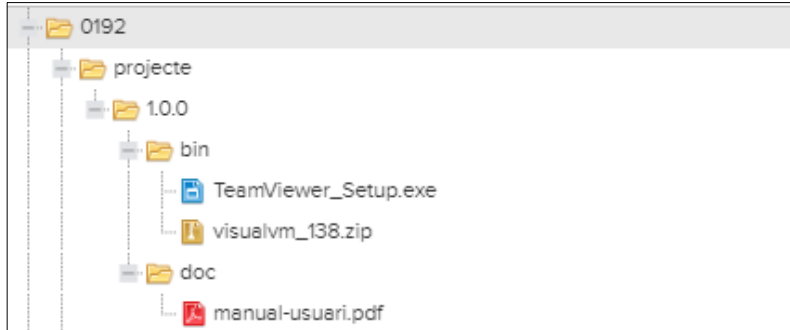 0192
projecte
1.0.0
bin
TeamViewer_Setup.exe
visualvm_138.zip
doc
manual-usuari.pdf